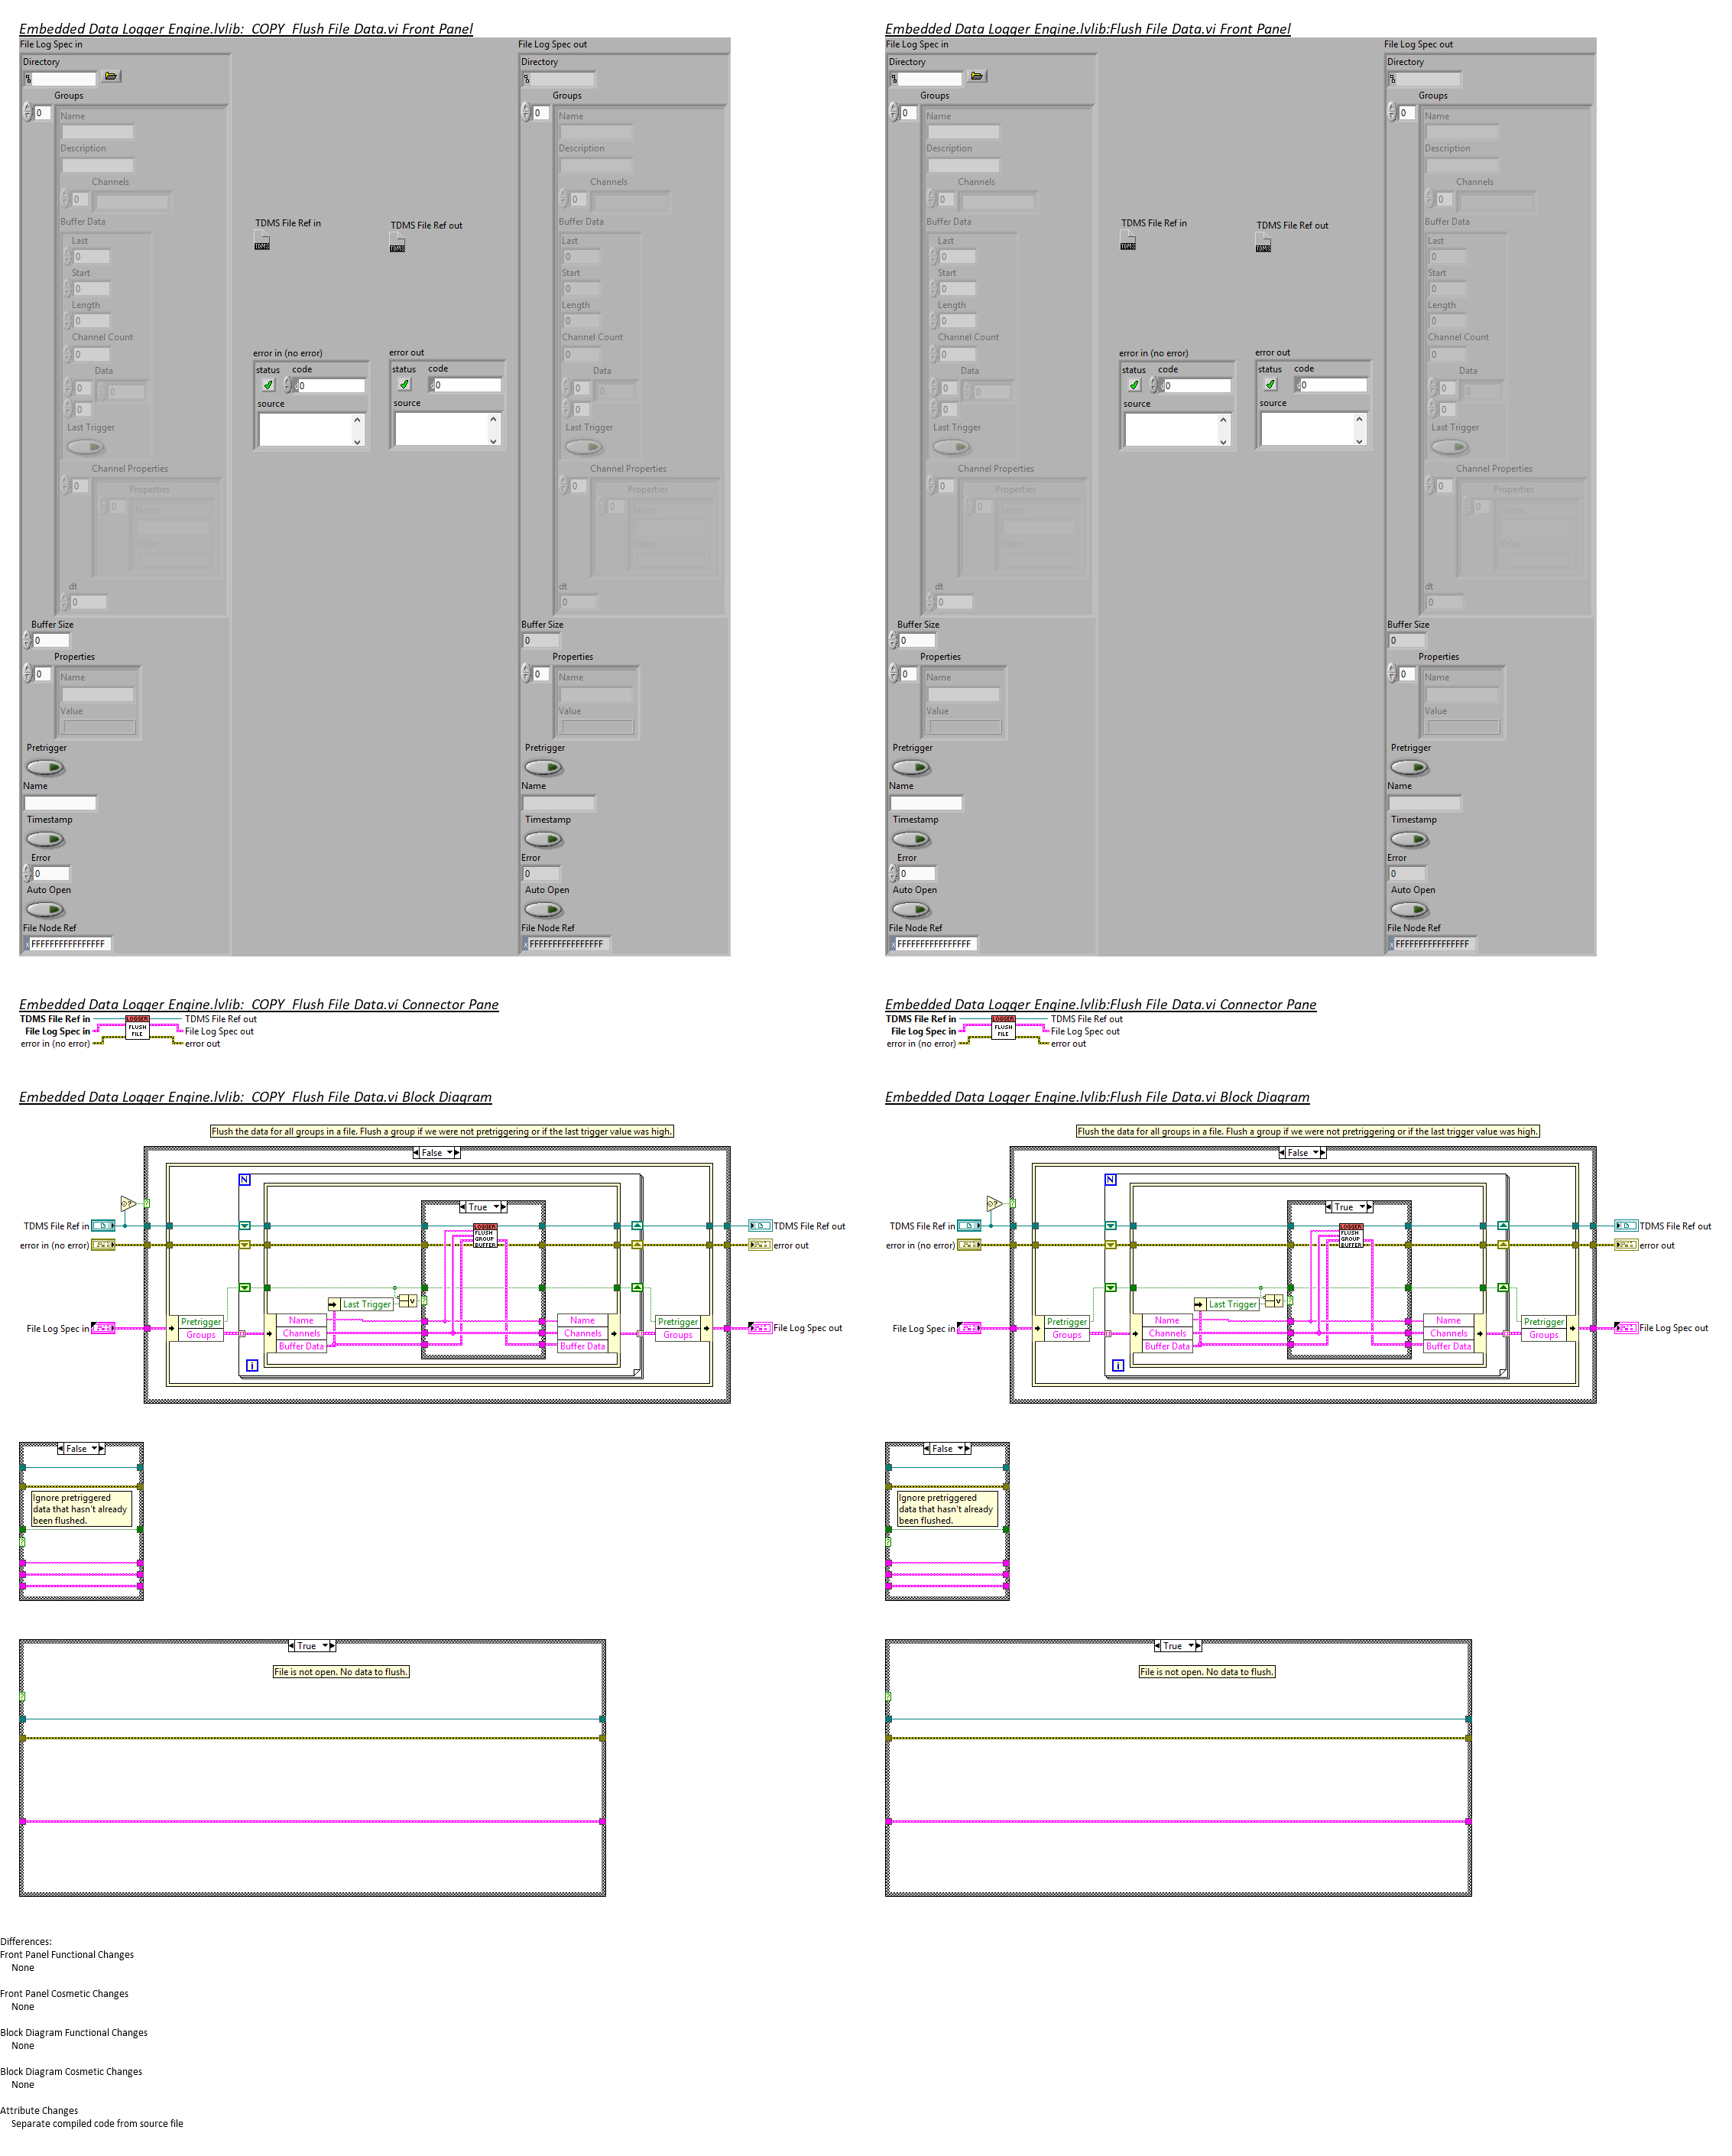 Embedded Data Logger Engine.lvlib:_COPY_Flush File Data.vi Front Panel
File Log Spec in
Directory
Groups
0
Name
Description
Channels
0
Buffer Data
Last
0
Start
0
Length
0
Channel Count
0
Data
0
0
0
Last Trigger
Channel Properties
0
Properties
0
Name
Value
dt
0
Buffer Size
0
Properties
0
Name
Value
Pretrigger
Name
Timestamp
Error
0
Auto Open
File Node Ref
x FFFFFFFFFFFFFFFF
TDMS File Ref in
TDMS
TDMS File Ref out
TDMS
error in (no error)
status code
d0
source
error out
status code
d0
source
File Log Spec out
Directory
Groups
0
Name
Description
Channels
0
Buffer Data
Last
0
Start
0
Length
0
Channel Count
0
Data
0
0
0
Last Trigger
Channel Properties
0
Properties
0
Name
Value
dt
0
Buffer Size
0
Properties
0
Name
Value
Pretrigger
Name
Timestamp
Error
0
Auto Open
File Node Ref
x FFFFFFFFFFFFFFFF
Embedded Data Logger Engine.lvlib:Flush File Data.vi Front Panel
File Log Spec in
Directory
Groups
0
Name
Description
Channels
0
Buffer Data
Last
0
Start
0
Length
0
Channel Count
0
Data
0
0
0
Last Trigger
Channel Properties
0
Properties
0
Name
Value
dt
0
Buffer Size
0
Properties
0
Name
Value
Pretrigger
Name
Timestamp
Error
0
Auto Open
File Node Ref
x FFFFFFFFFFFFFFFF
TDMS File Ref in
TDMS
TDMS File Ref out
TDMS
error in (no error)
status code
d0
source
error out
status code
d0
source
File Log Spec out
Directory
Groups
0
Name
Description
Channels
0
Buffer Data
Last
0
Start
0
Length
0
Channel Count
0
Data
0
0
0
Last Trigger
Channel Properties
0
Properties
0
Name
Value
dt
0
Buffer Size
0
Properties
0
Name
Value
Pretrigger
Name
Timestamp
Error
0
Auto Open
File Node Ref
x FFFFFFFFFFFFFFFF
Embedded Data Logger Engine.lvlib:_COPY_Flush File Data.vi Connector Pane
TDMS File Ref in LOGGER TDMS File Ref out
File Log Spec in FLUSH File Log Spec out
FILE
error in (no error) error out
Embedded Data Logger Engine.lvlib:Flush File Data.vi Connector Pane
TDMS File Ref in LOGGER TDMS File Ref out
File Log Spec in FLUSH File Log Spec out
FILE
error in (no error) error out
Embedded Data Logger Engine.lvlib:_COPY_Flush File Data.vi Block Diagram
Flush the data for all groups in a file. Flush a group if we were not pretriggering or if the last trigger value was high.
False
N
True
TDMS File Ref in
LOGGER
FLUSH
GROUP
BUFFER
TDMS File Ref out
error in (no error)
error out
Last Trigger
v
File Log Spec in
Pretrigger
Groups
Name
Channels
Buffer Data
Name
Channels
Buffer Data
Pretrigger
Groups
File Log Spec out
i
False
Ignore pretriggered
data that hasn't already
been flushed.
True
File is not open. No data to flush.
Embedded Data Logger Engine.lvlib:Flush File Data.vi Block Diagram
Flush the data for all groups in a file. Flush a group if we were not pretriggering or if the last trigger value was high.
False
N
True
TDMS File Ref in
LOGGER
FLUSH
GROUP
BUFFER
TDMS File Ref out
error in (no error)
error out
Last Trigger
v
File Log Spec in
Pretrigger
Groups
Name
Channels
Buffer Data
Name
Channels
Buffer Data
Pretrigger
Groups
File Log Spec out
i
False
Ignore pretriggered
data that hasn't already
been flushed.
True
File is not open. No data to flush.
Differences:
Front Panel Functional Changes
None
Front Panel Cosmetic Changes
None
Block Diagram Functional Changes
None
Block Diagram Cosmetic Changes
None
Attribute Changes
Separate compiled code from source file